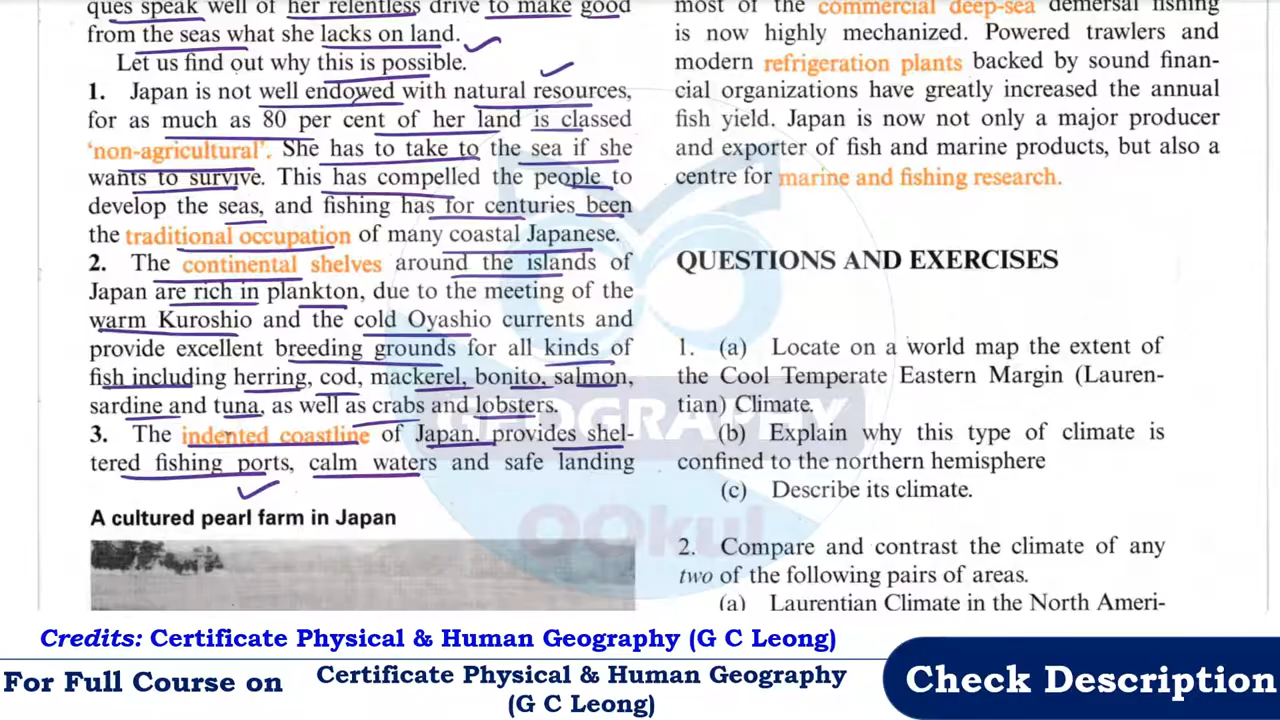 ques speak well of her relentless drive to make good
from the seas what she lacks on land.
Let us find out why this is possible.
1. Japan is not well endowed with natural resources,
for as much as 80 per cent of her land is classed
‘non-agricultural’. She has to take to the sea if she
wants to survive. This has compelled the people to
develop the seas, and fishing has for centuries been
the traditional occupation of many coastal Japanese.
2. The continental shelves around the islands of
Japan are rich in plankton, due to the meeting of the
warm Kuroshio and the cold Oyashio currents and
provide excellent breeding grounds for all kinds of
fish including herring, cod, mackerel, bonito, salmon,
sardine and tuna, as well as crabs and lobsters.
3. The indented coastline of Japan. provides shel-
tered fishing ports, calm waters and safe landing
A cultured pearl farm in Japan
most of the commercial deep-sea demersal fishing
is now highly mechanized. Powered trawlers and
modern refrigeration plants backed by sound finan-
cial organizations have greatly increased the annual
fish yield. Japan is now not only a major producer
and exporter of fish and marine products, but also a
centre for marine and fishing research.
QUESTIONS AND EXERCISES
1. (a) Locate on a world map the extent of
the Cool Temperate Eastern Margin (Lauren-
tian) Climate.
(b) Explain why this type of climate is
confined to the northern hemisphere
(c) Describe its climate.
2. Compare and contrast the climate of any
two of the following pairs of areas.
(a) Laurentian Climate in the North Ameri-
GEOGRAPHY
OOkul
Credits: Certificate Physical & Human Geography (G C Leong)
For Full Course on
Certificate Physical & Human Geography
(G C Leong)
Check Description